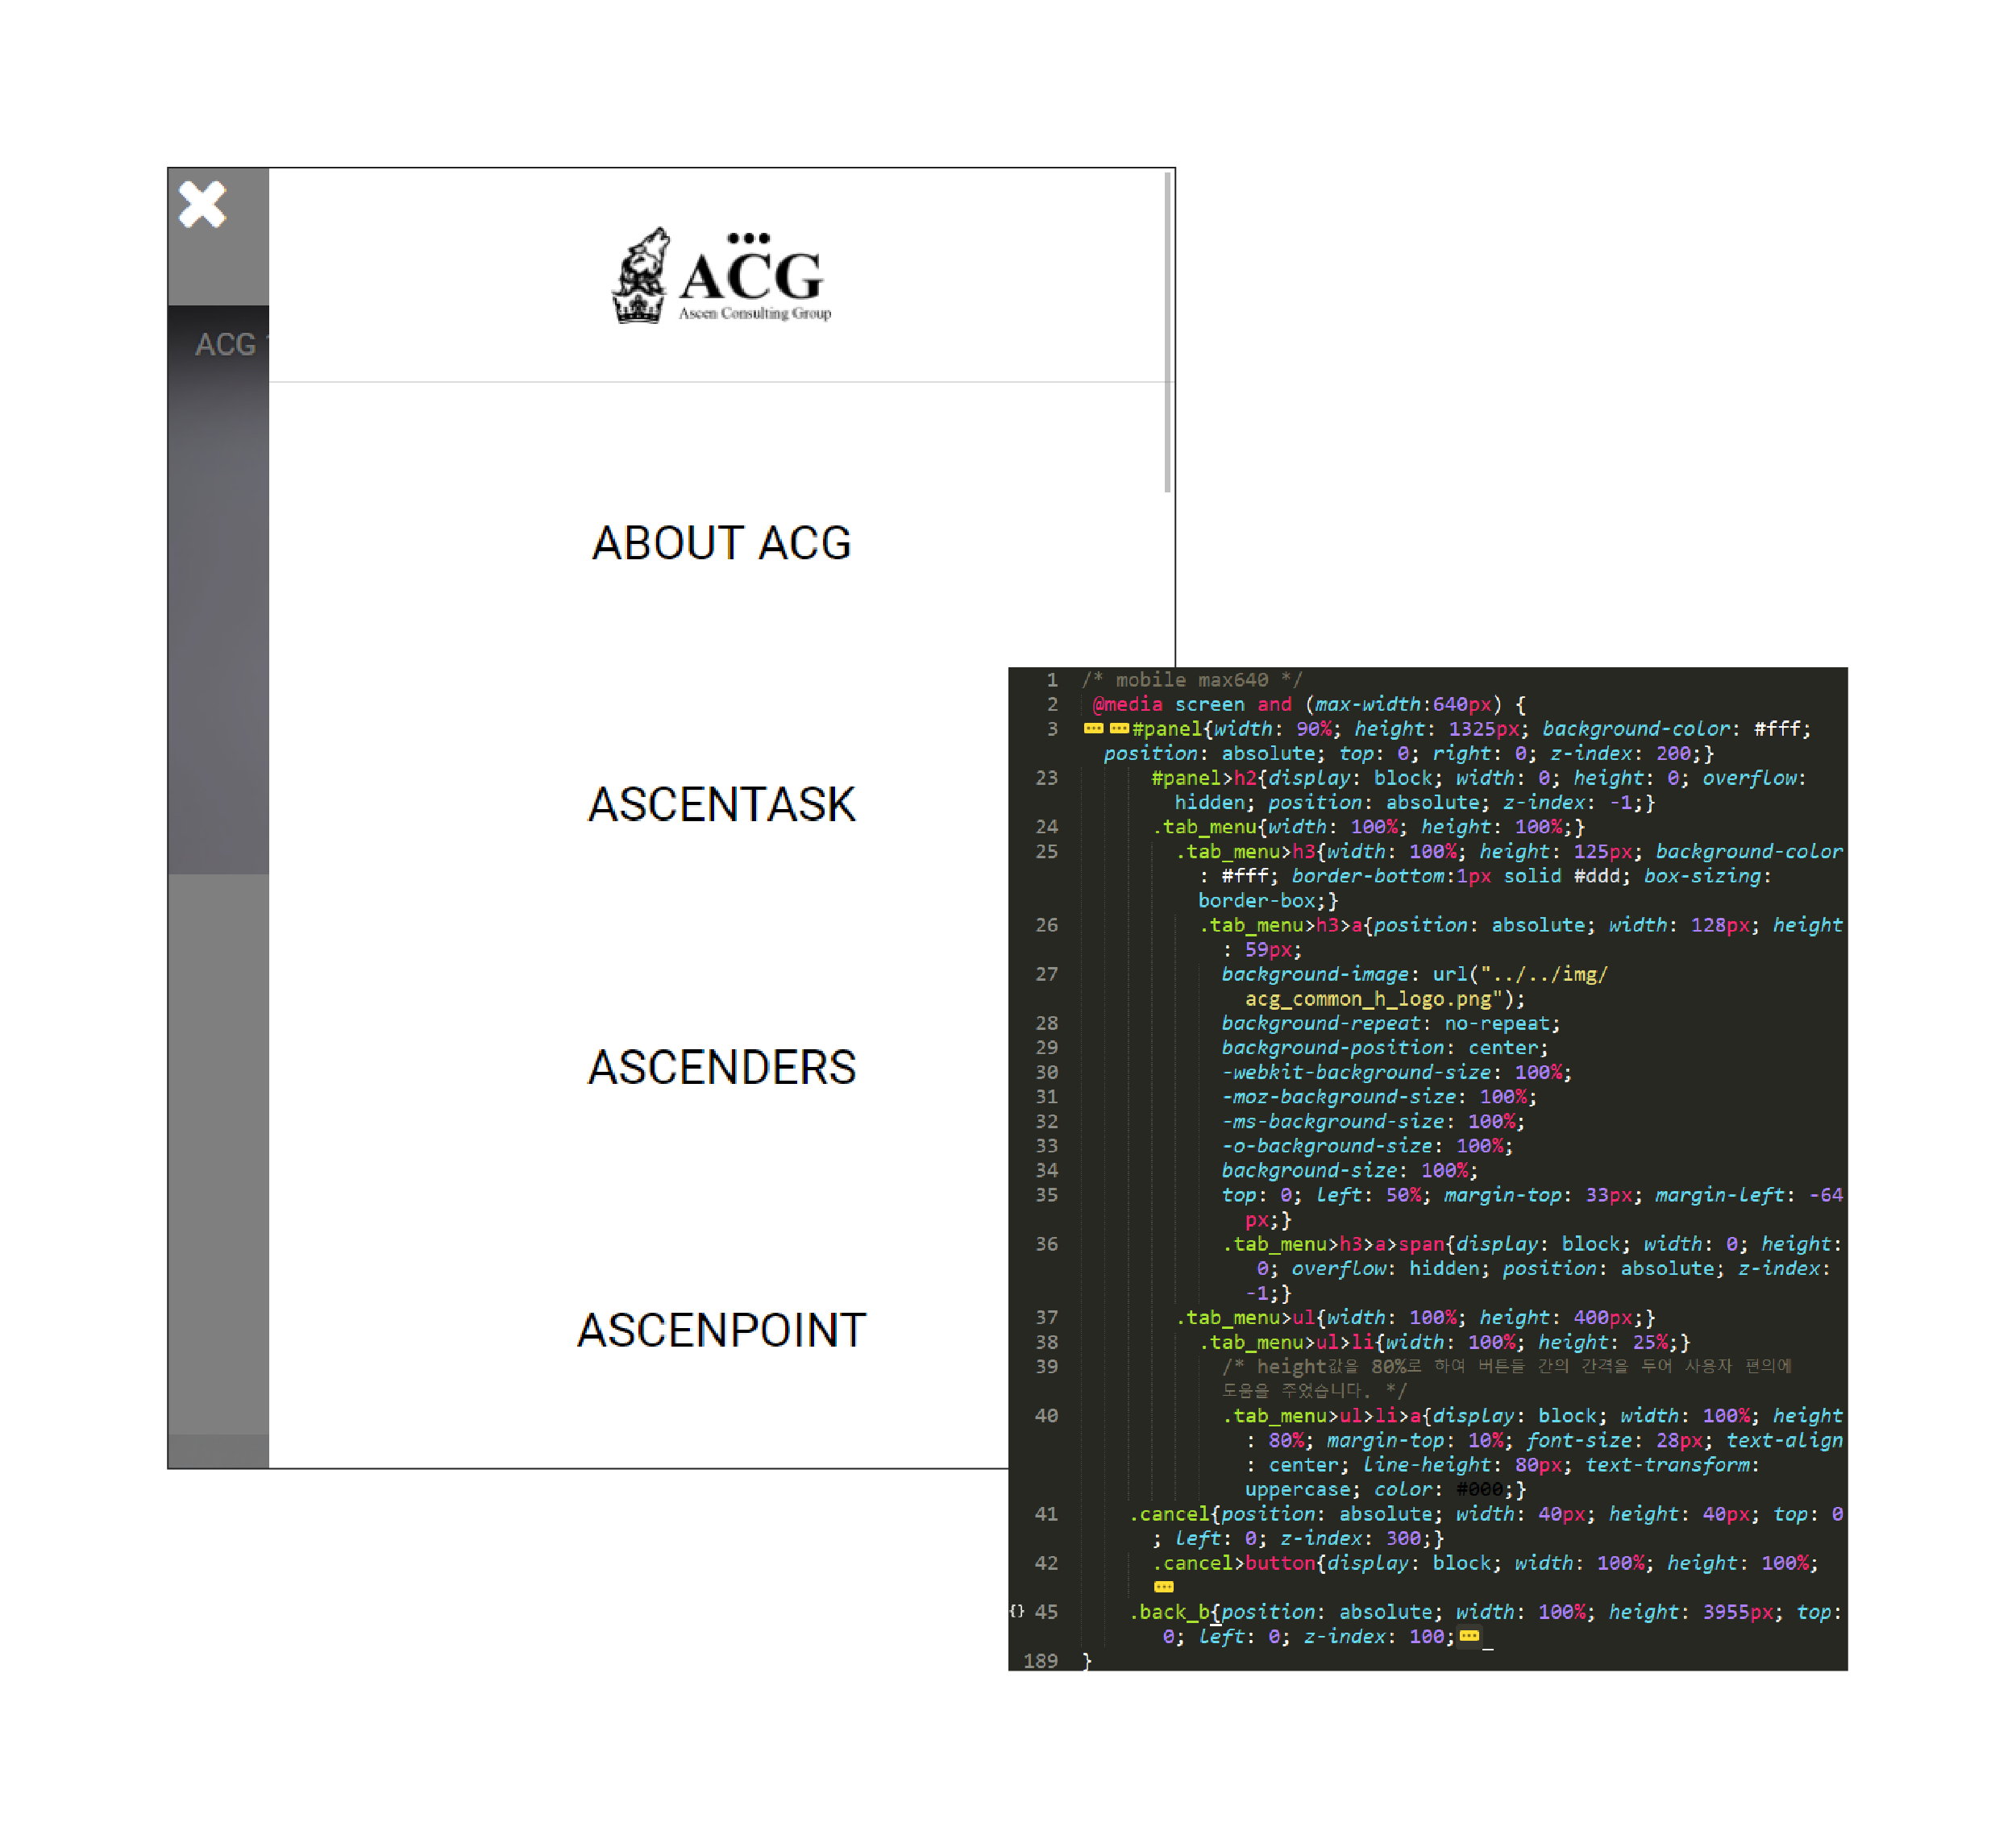 ACG
Ascen Consulting Group
ACG
ABOUT ACG
ASCENTASK
ASCENDERS
ASCENPOINT
1 /* mobile max640 */
2 @media screen and (max-width:640px) {
3 #panel{width: 90%; height: 1325px; background-color: #fff;
position: absolute; top: 0; right: 0; z-index: 200;}
23 #panel>h2{display: block; width: 0; height: 0; overflow:
hidden; position: absolute; z-index: -1;}
24 .tab_menu{width: 100%; height: 100%;}
25 .tab_menu>h3{width: 100%; height: 125px; background-color
: #fff; border-bottom:1px solid #ddd; box-sizing:
border-box;}
26 .tab_menu>h3>a{position: absolute; width: 128px; height
: 59px;
27 background-image: url("../../img/
acg_common_h_logo.png");
28 background-repeat: no-repeat;
29 background-position: center;
30 -webkit-background-size: 100%;
31 -moz-background-size: 100%;
32 -ms-background-size: 100%;
33 -o-background-size: 100%;
34 background-size: 100%;
35 top: 0; left: 50%; margin-top: 33px; margin-left: -64
px;}
36 .tab_menu>h3>a>span{display: block; width: 0; height:
0; overflow: hidden; position: absolute; z-index:
-1;}
37 .tab_menu>ul{width: 100%; height: 400px;}
38 .tab_menu>ul>li{width: 100%; height: 25%;}
39 /* height값을 80%로 하여 버튼들 간의 간격을 두어 사용자 편의에
도움을 주었습니다. */
40 .tab_menu>ul>li>a{display: block; width: 100%; height
: 80%; margin-top: 10%; font-size: 28px; text-align
: center; line-height: 80px; text-transform:
uppercase; color: #000;}
41 .cancel{position: absolute; width: 40px; height: 40px; top: 0
; left: 0; z-index: 300;}
42 .cancel>button{display: block; width: 100%; height: 100%;
{} 45 .back_b{position: absolute; width: 100%; height: 3955px; top:
0; left: 0; z-index: 100;
189 }